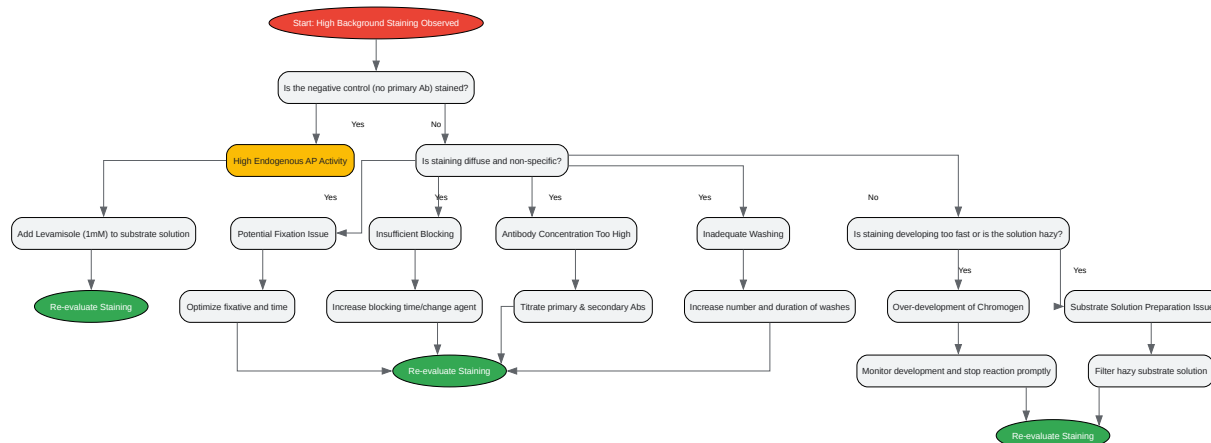 Start: High Background Staining Observed
Is the negative control (no primary Ab) stained?
Yes
No
High Endogenous AP Activity
Is staining diffuse and non-specific?
Yes
Yes
Yes
Yes
No
Add Levamisole (1mM) to substrate solution
Potential Fixation Issue
Insufficient Blocking
Antibody Concentration Too High
Inadequate Washing
Is staining developing too fast or is the solution hazy?
Yes
Yes
Re-evaluate Staining
Optimize fixative and time
Increase blocking time/change agent
Titrate primary & secondary Abs
Increase number and duration of washes
Over-development of Chromogen
Substrate Solution Preparation Issue
Re-evaluate Staining
Monitor development and stop reaction promptly
Filter hazy substrate solution
Re-evaluate Staining